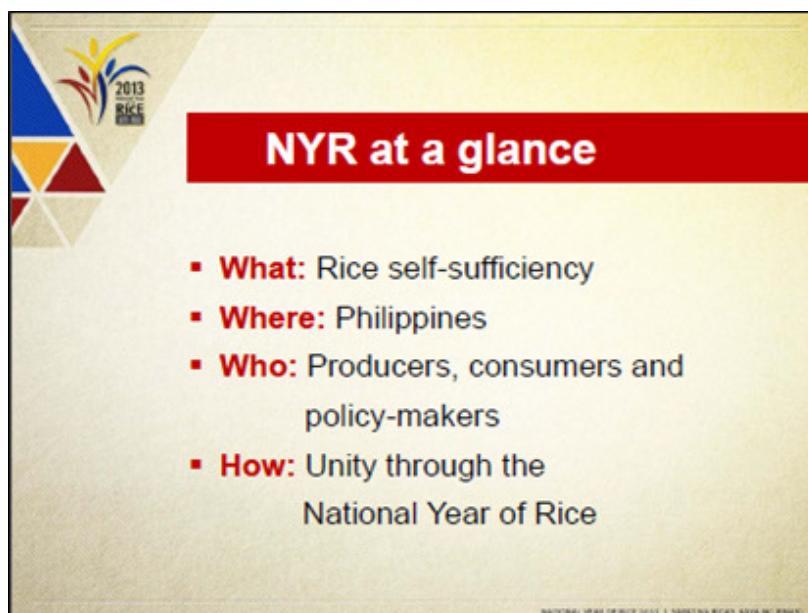 2013
RICE
NYR at a glance
▪ What: Rice self-sufficiency
▪ Where: Philippines
▪ Who: Producers, consumers and
policy-makers
▪ How: Unity through the
National Year of Rice